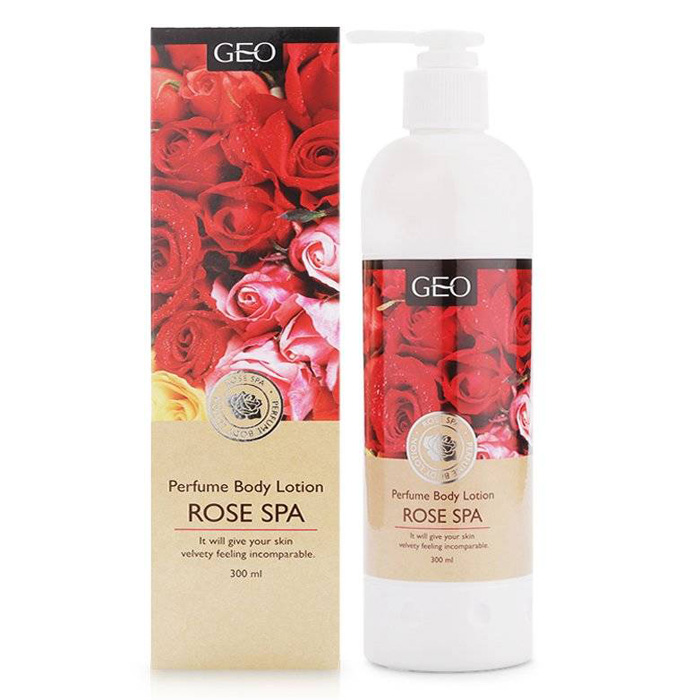 GEO
ROSE SPA
PERFUME BODY LOTION
Perfume Body Lotion
ROSE SPA
It will give your skin
velvety feeling incomparable.
300 ml
GEO
ROSE SPA
PERFUME BODY LOTION
Perfume Body Lotion
ROSE SPA
It will give your skin
velvety feeling incomparable.
300 ml